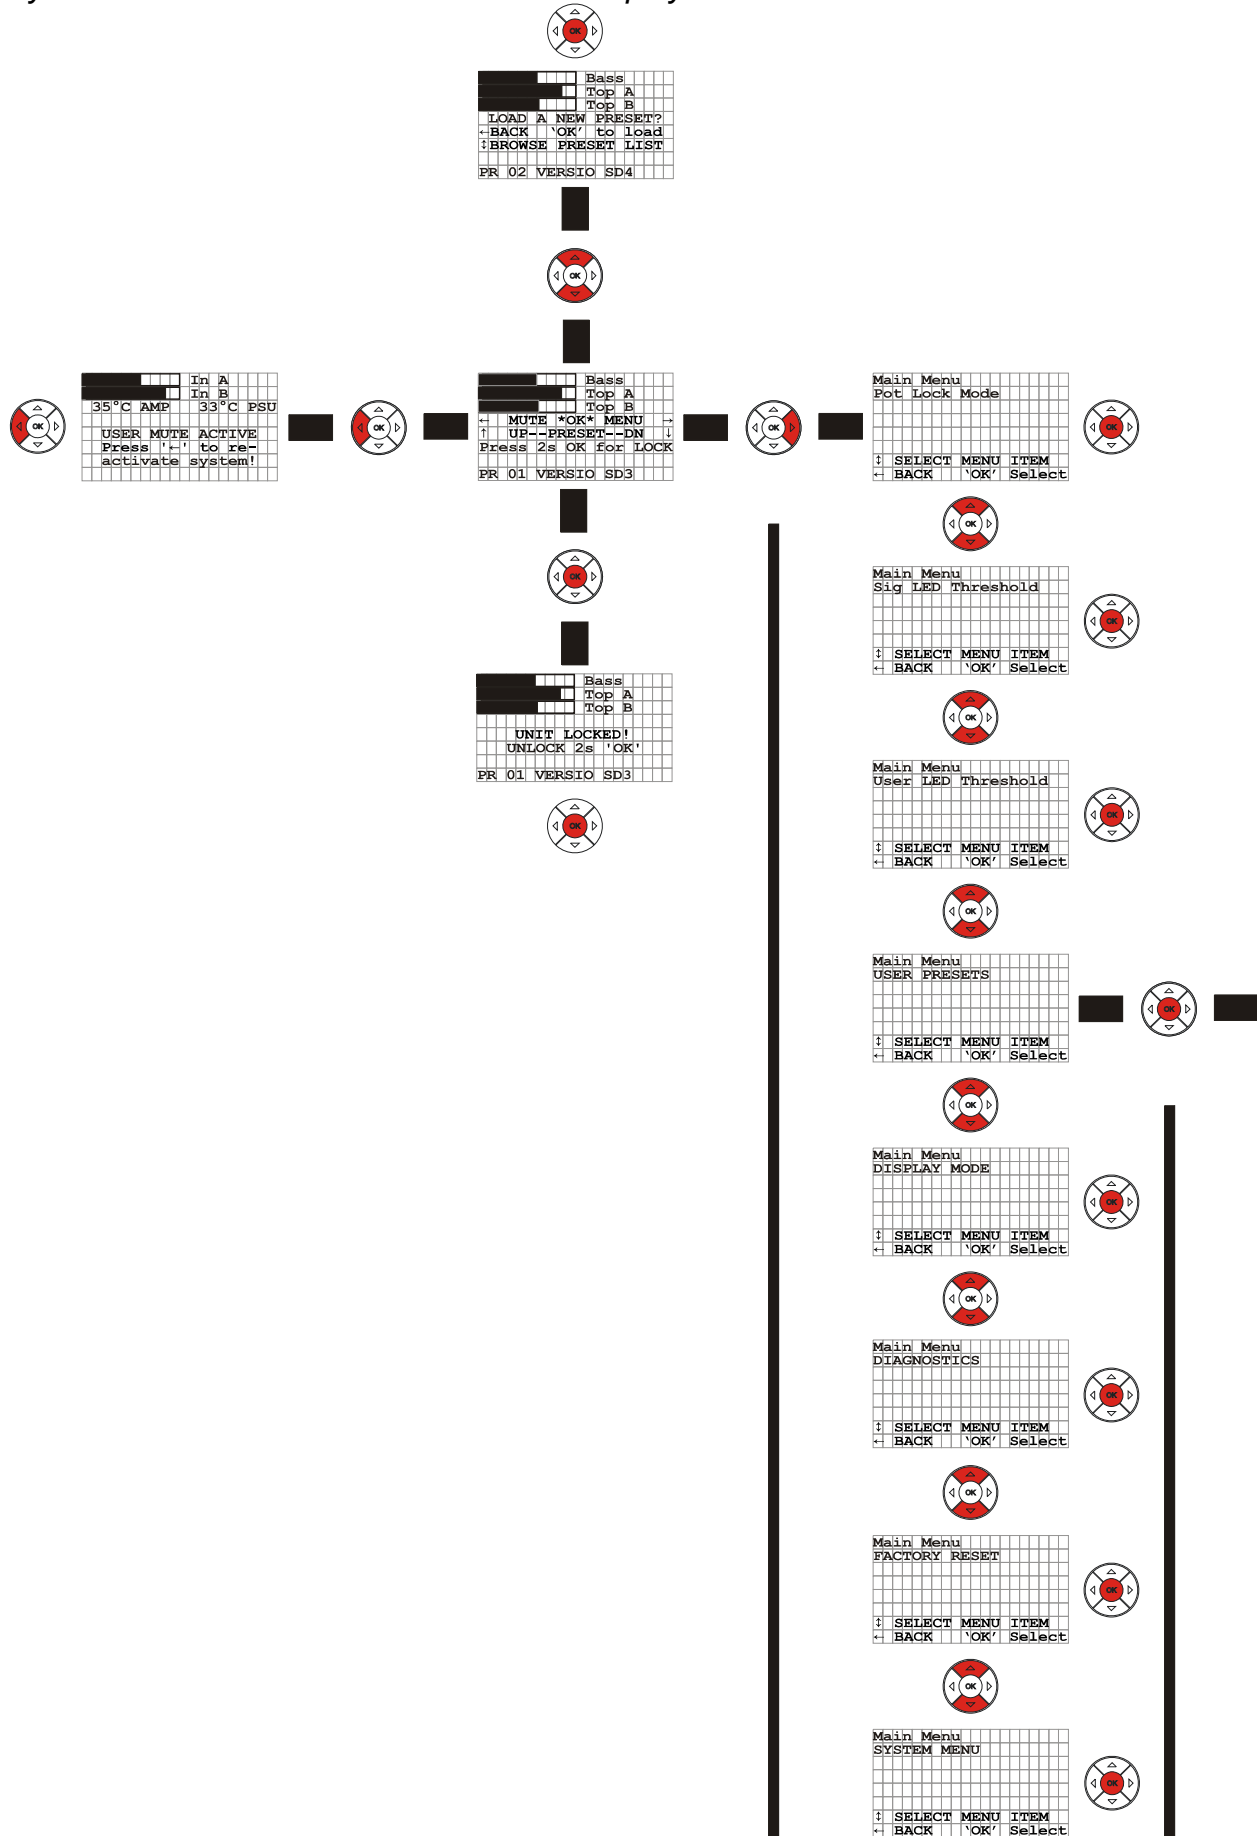 OK
Bass
Top A
Top B
LOAD A NEW PRESET?
←BACK 'OK' to load
↕BROWSE PRESET LIST
PR 02 VERSIO SD4
OK
In A
In B
35°C AMP 33°C PSU
USER MUTE ACTIVE
Press '←' to re-
activate system!
OK
OK
Bass
Top A
Top B
← MUTE *OK* MENU →
↑ UP--PRESET--DN ↓
Press 2s OK for LOCK
PR 01 VERSIO SD3
OK
Main Menu
Pot Lock Mode
↕ SELECT MENU ITEM
← BACK 'OK' Select
OK
OK
OK
Bass
Top A
Top B
UNIT LOCKED!
UNLOCK 2s 'OK'
PR 01 VERSIO SD3
OK
Main Menu
Sig LED Threshold
↕ SELECT MENU ITEM
← BACK 'OK' Select
OK
OK
Main Menu
User LED Threshold
↕ SELECT MENU ITEM
← BACK 'OK' Select
OK
OK
Main Menu
USER PRESETS
↕ SELECT MENU ITEM
← BACK 'OK' Select
OK
OK
Main Menu
DISPLAY MODE
↕ SELECT MENU ITEM
← BACK 'OK' Select
OK
OK
Main Menu
DIAGNOSTICS
↕ SELECT MENU ITEM
← BACK 'OK' Select
OK
OK
Main Menu
FACTORY RESET
↕ SELECT MENU ITEM
← BACK 'OK' Select
OK
OK
Main Menu
SYSTEM MENU
↕ SELECT MENU ITEM
← BACK 'OK' Select
OK